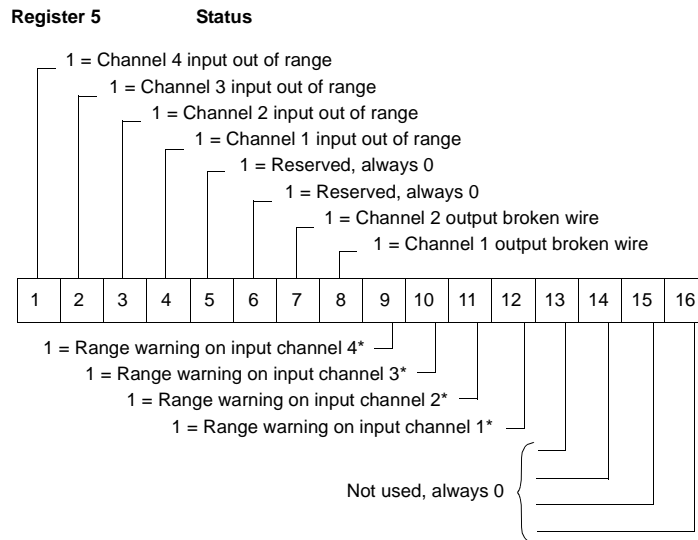 Register 5 Status
1 = Channel 4 input out of range
1 = Channel 3 input out of range
1 = Channel 2 input out of range
1 = Channel 1 input out of range
1 = Reserved, always 0
1 = Reserved, always 0
1 = Channel 2 output broken wire
1 = Channel 1 output broken wire
1 2 3 4 5 6 7 8 9 10 11 12 13 14 15 16
1 = Range warning on input channel 4*
1 = Range warning on input channel 3*
1 = Range warning on input channel 2*
1 = Range warning on input channel 1*
Not used, always 0